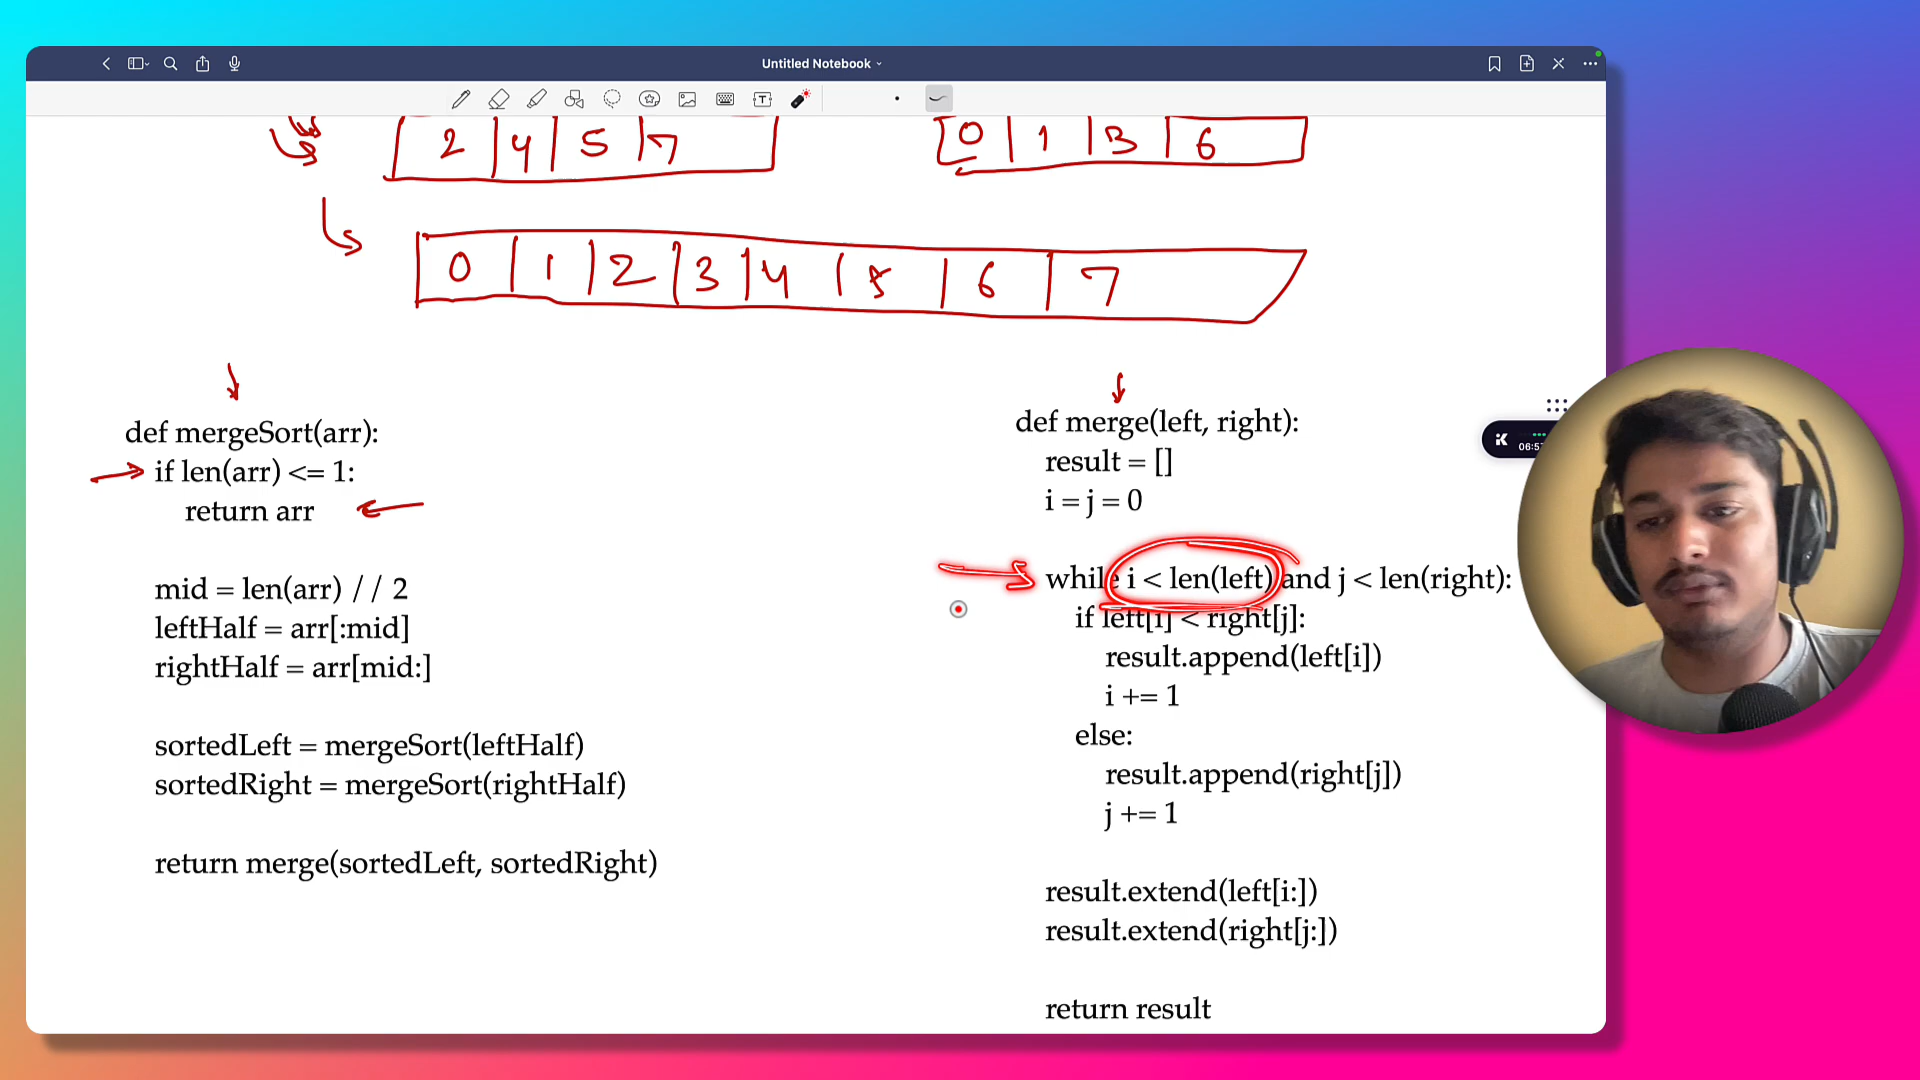 Untitled Notebook
2 4 5 7
0 1 3 6
0 1 2 3 4 5 6 7
def mergeSort(arr):
if len(arr) <= 1:
return arr
mid = len(arr) // 2
leftHalf = arr[:mid]
rightHalf = arr[mid:]
sortedLeft = mergeSort(leftHalf)
sortedRight = mergeSort(rightHalf)
return merge(sortedLeft, sortedRight)
def merge(left, right):
result = []
i = j = 0
while i < len(left) and j < len(right):
if left[i] < right[j]:
result.append(left[i])
i += 1
else:
result.append(right[j])
j += 1
result.extend(left[i:])
result.extend(right[j:])
return result